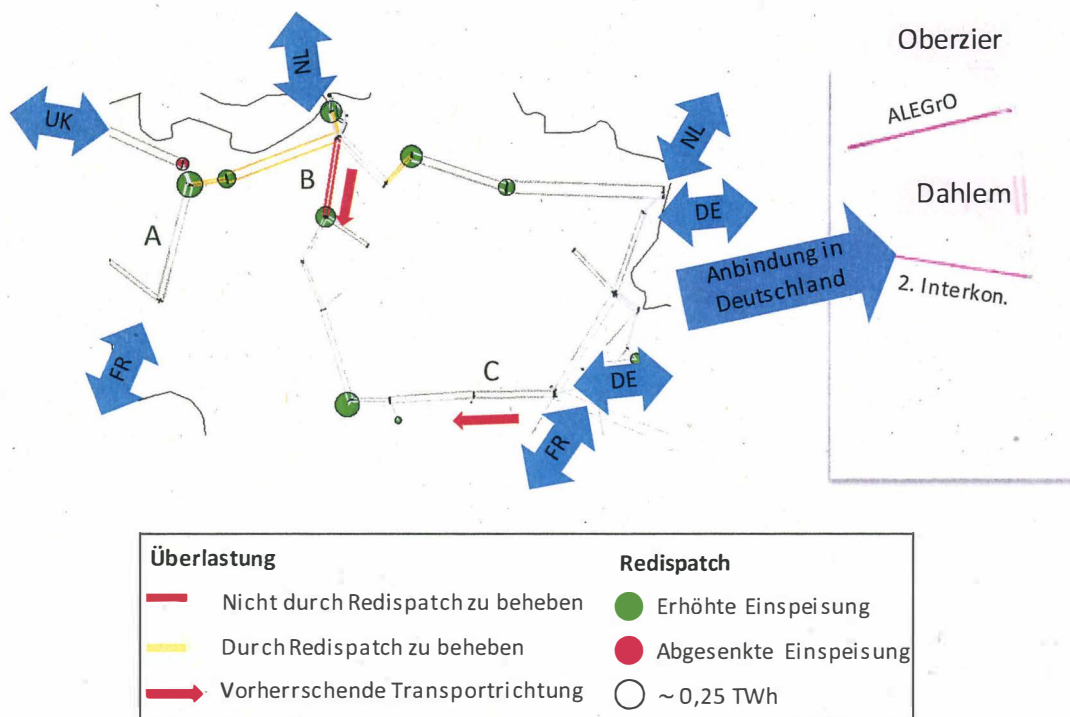 Oberzier
NL
UK
ALEGrO
NL
B
Dahlem
DE
A
Anbindung in
Deutschland
2. Interkon.
FR
C
DE
FR
Überlastung
Nicht durch Redispatch zu beheben
Durch Redispatch zu beheben
Vorherrschende Transportrichtung
Redispatch
Erhöhte Einspeisung
Abgesenkte Einspeisung
~ 0,25 TWh